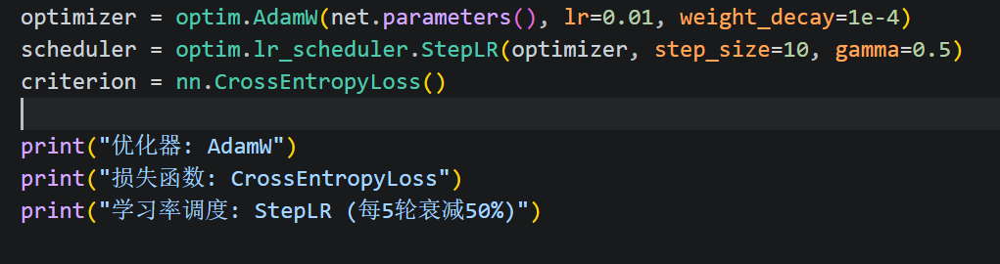 optimizer = optim.AdamW(net.parameters(), lr=0.01, weight_decay=1e-4)
scheduler = optim.lr_scheduler.StepLR(optimizer, step_size=10, gamma=0.5)
criterion = nn.CrossEntropyLoss()
print("优化器: AdamW")
print("损失函数: CrossEntropyLoss")
print("学习率调度: StepLR (每5轮衰减50%)")